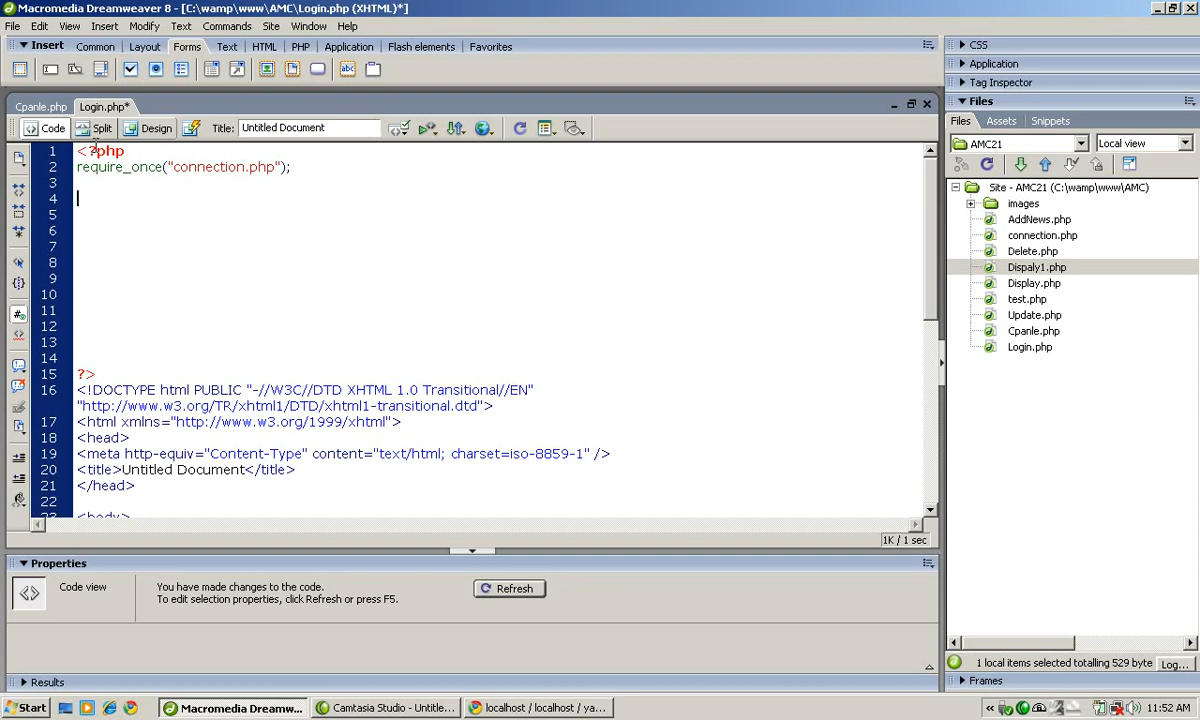 Macromedia Dreamweaver 8 - [C:\wamp\www\AMC\Login.php (XHTML)*]
File Edit View Insert Modify Text Commands Site Window Help
Insert Common Layout Forms Text HTML PHP Application Flash elements Favorites
Cpanle.php Login.php*
Code Split Design Title: Untitled Document
1 <?php
2 require_once("connection.php");
3
4
5
6
7
8
9
10
11
12
13
14
15 ?>
16 <!DOCTYPE html PUBLIC "-//W3C//DTD XHTML 1.0 Transitional//EN"
"http://www.w3.org/TR/xhtml1/DTD/xhtml1-transitional.dtd">
17 <html xmlns="http://www.w3.org/1999/xhtml">
18 <head>
19 <meta http-equiv="Content-Type" content="text/html; charset=iso-8859-1" />
20 <title>Untitled Document</title>
21 </head>
22
23 <body>
1K / 1 sec
Properties
Code view
You have made changes to the code.
To edit selection properties, click Refresh or press F5.
Refresh
Results
CSS
Application
Tag Inspector
Files
Files Assets Snippets
AMC21 Local view
Site - AMC21 (C:\wamp\www\AMC)
images
AddNews.php
connection.php
Delete.php
Dispaly1.php
Display.php
test.php
Update.php
Cpanle.php
Login.php
1 local items selected totalling 529 byte Log...
Frames
Start Macromedia Dreamw... Camtasia Studio - Untitle... localhost / localhost / ya... 11:52 AM